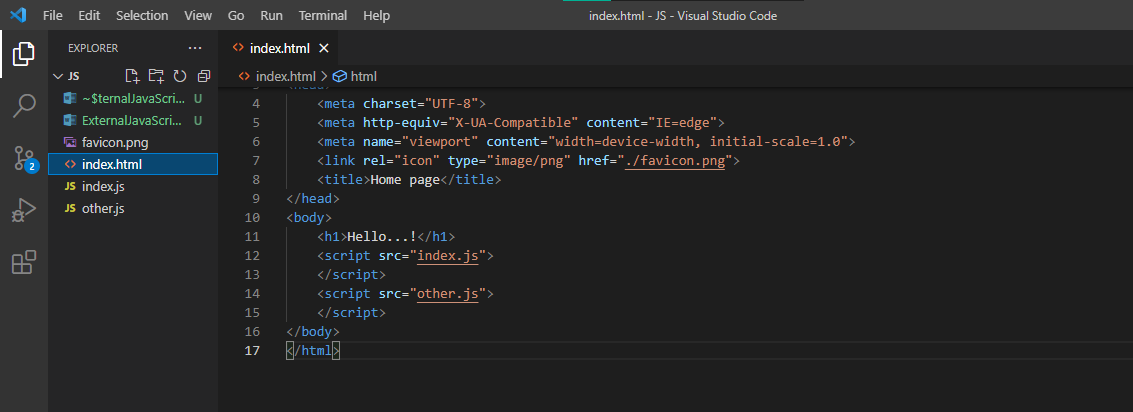 File Edit Selection View Go Run Terminal Help index.html - JS - Visual Studio Code
EXPLORER ...
JS
~$ternalJavaScri... U
ExternalJavaScri... U
favicon.png
index.html
JS index.js
JS other.js
2
index.html
index.html > html
4 <meta charset="UTF-8">
5 <meta http-equiv="X-UA-Compatible" content="IE=edge">
6 <meta name="viewport" content="width=device-width, initial-scale=1.0">
7 <link rel="icon" type="image/png" href="./favicon.png">
8 <title>Home page</title>
9 </head>
10 <body>
11 <h1>Hello...!</h1>
12 <script src="index.js">
13 </script>
14 <script src="other.js">
15 </script>
16 </body>
17 </html>